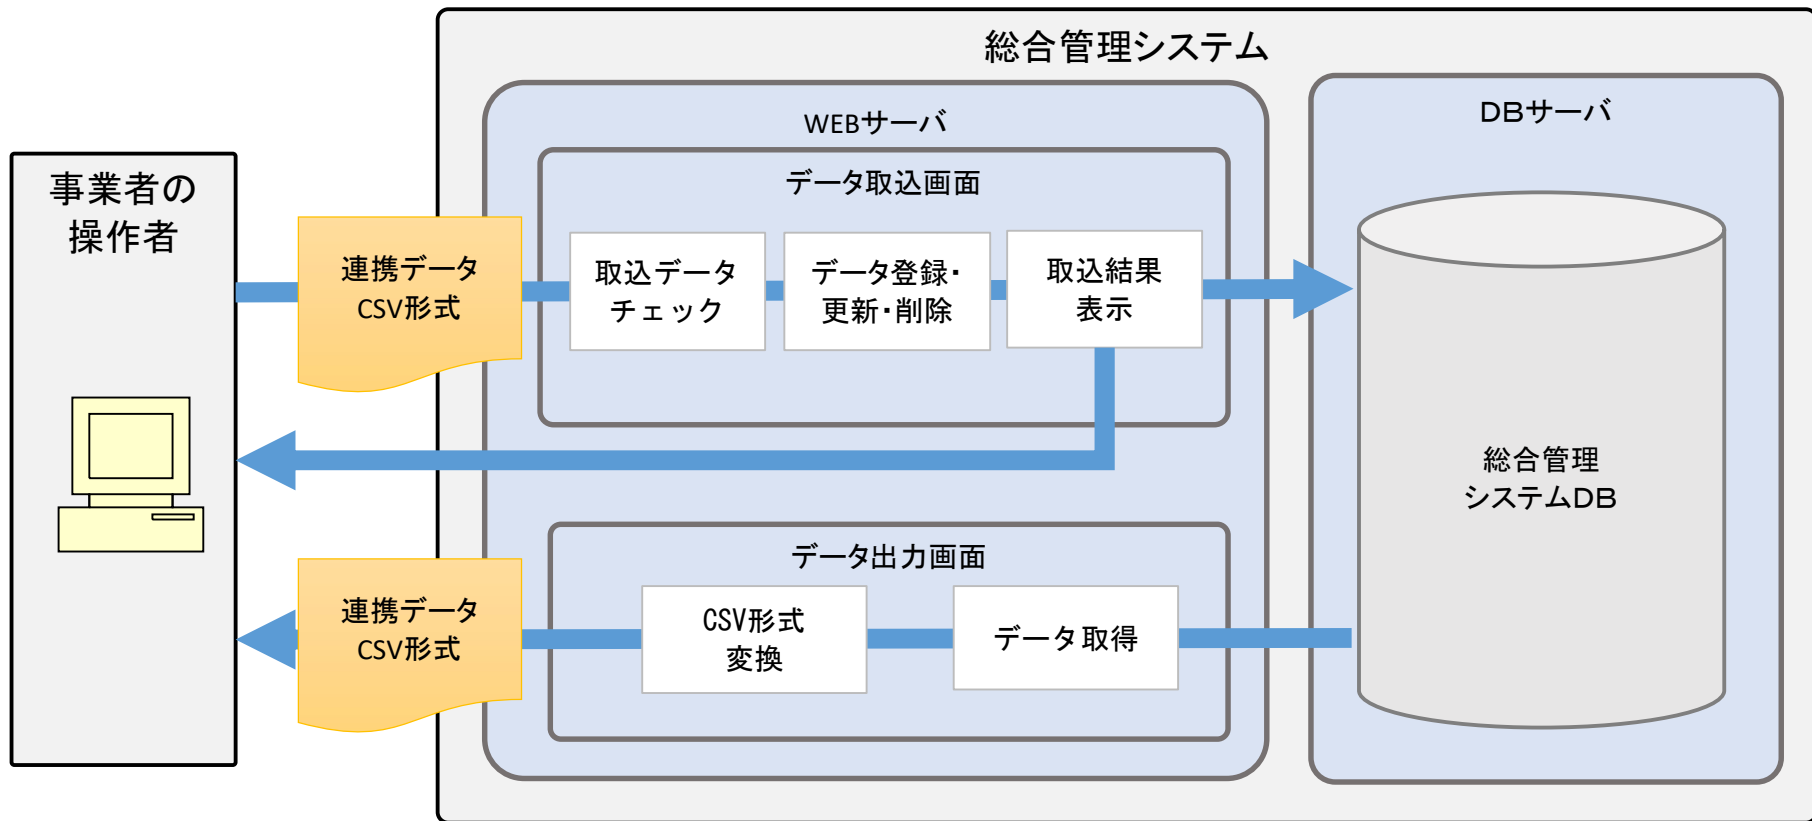 総合管理システム
WEBサーバ
DBサーバ
事業者の
操作者
データ取込画面
連携データ
CSV形式
取込データ
チェック
データ登録・
更新・削除
取込結果
表示
総合管理
システムDB
データ出力画面
連携データ
CSV形式
CSV形式
変換
データ取得